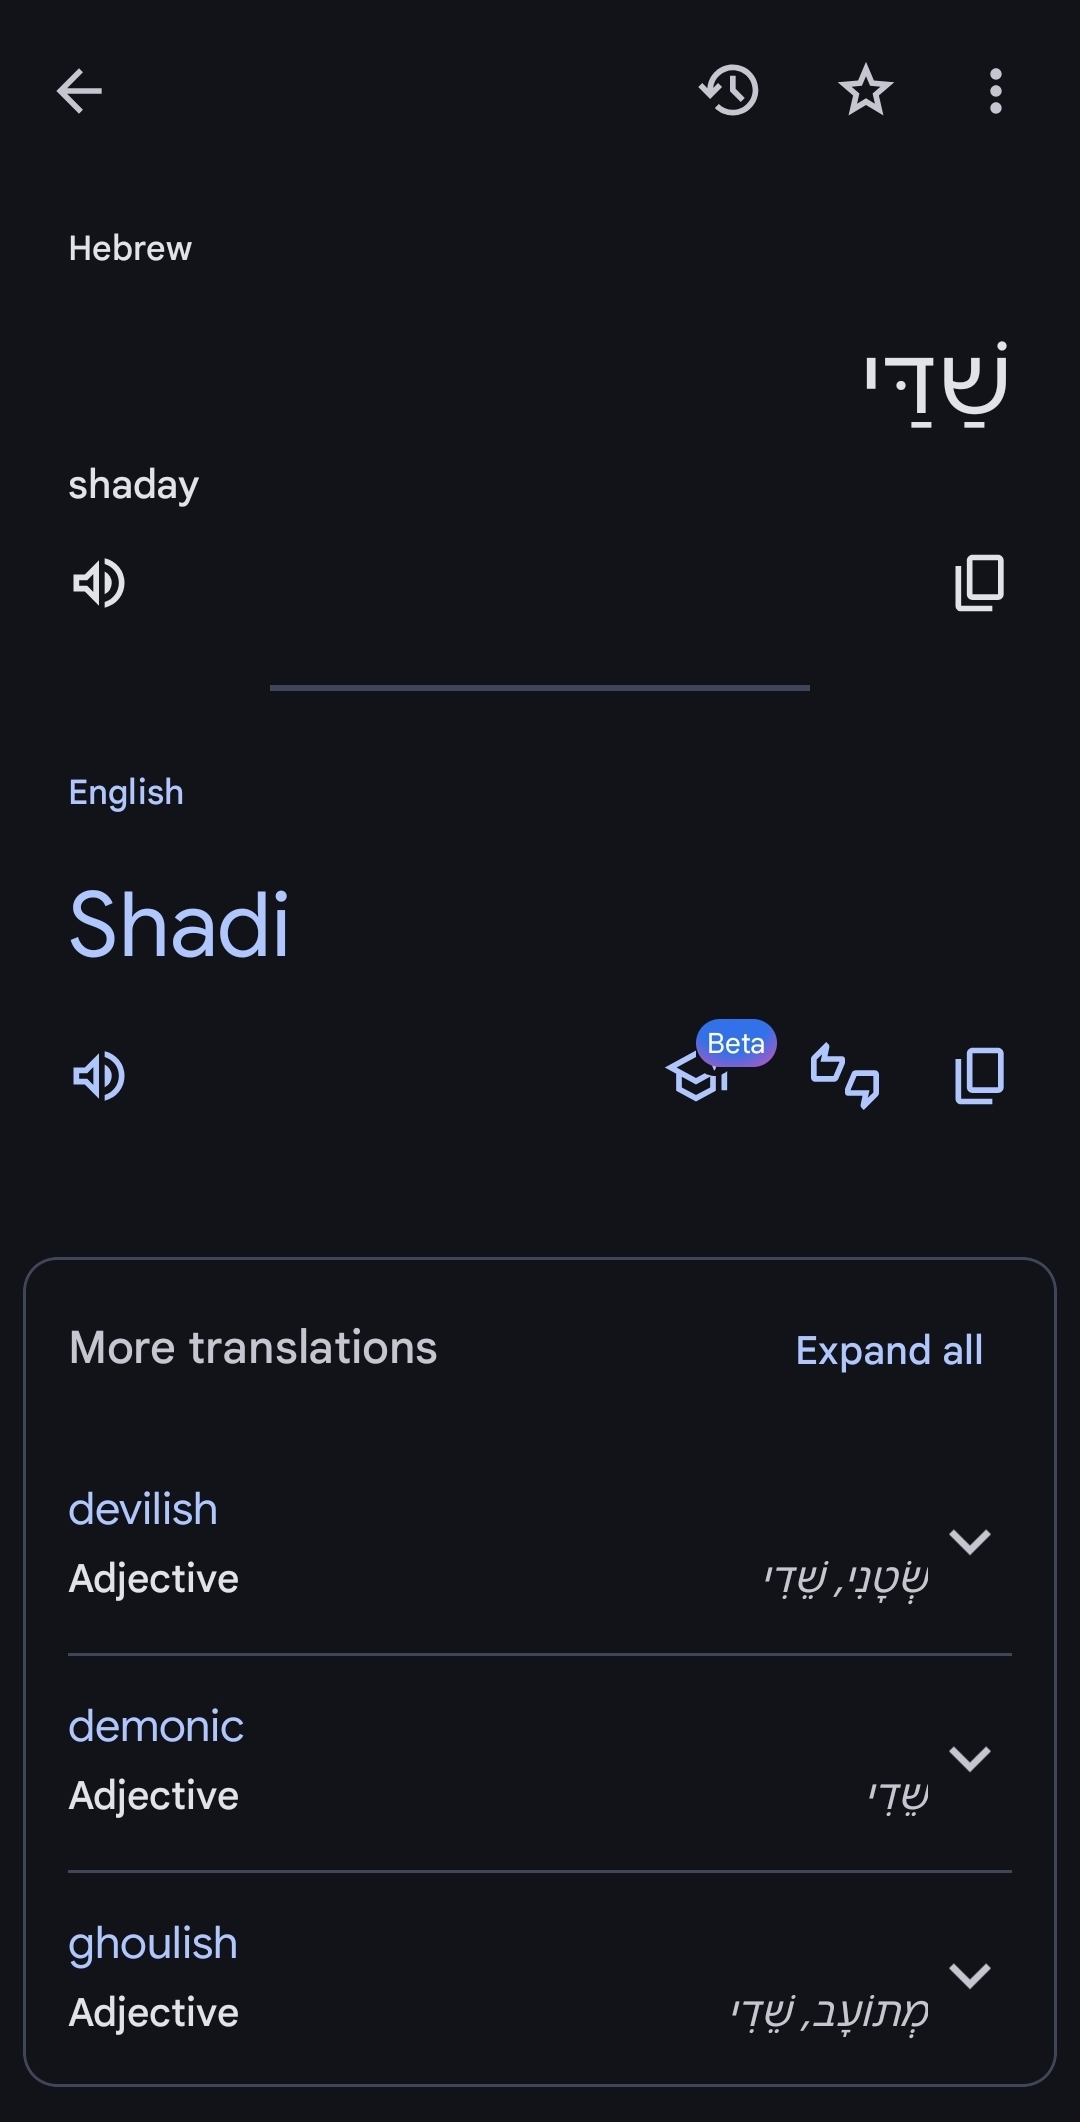 Hebrew
שַׁדַּי
shaday
English
Shadi
Beta
More translations
Expand all
devilish
Adjective
שְׂטָנִי, שֵׁדִי
demonic
Adjective
שֵׁדִי
ghoulish
Adjective
מְתוֹעָב, שֵׁדִי